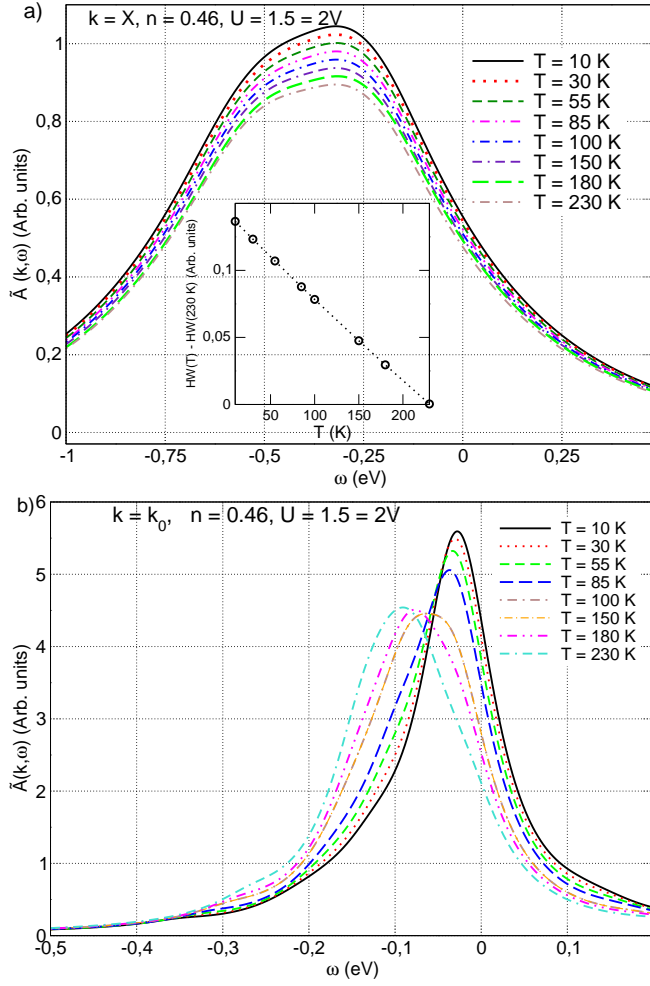 a)
k = X, n = 0.46, U = 1.5 = 2V
T = 10 K
T = 30 K
T = 55 K
T = 85 K
T = 100 K
T = 150 K
T = 180 K
T = 230 K
Ã (k,ω) (Arb. units)
1
0,8
0,6
0,4
0,2
0
HW(T) - HW(230 K) (Arb. units)
0,1
0,05
0
50
100
150
200
T (K)
-1
-0,75
-0,5
-0,25
0
0,25
ω (eV)
b)
k = k0, n = 0.46, U = 1.5 = 2V
T = 10 K
T = 30 K
T = 55 K
T = 85 K
T = 100 K
T = 150 K
T = 180 K
T = 230 K
Ã(k,ω) (Arb. units)
6
5
4
3
2
1
0
-0,5
-0,4
-0,3
-0,2
-0,1
0
0,1
ω (eV)